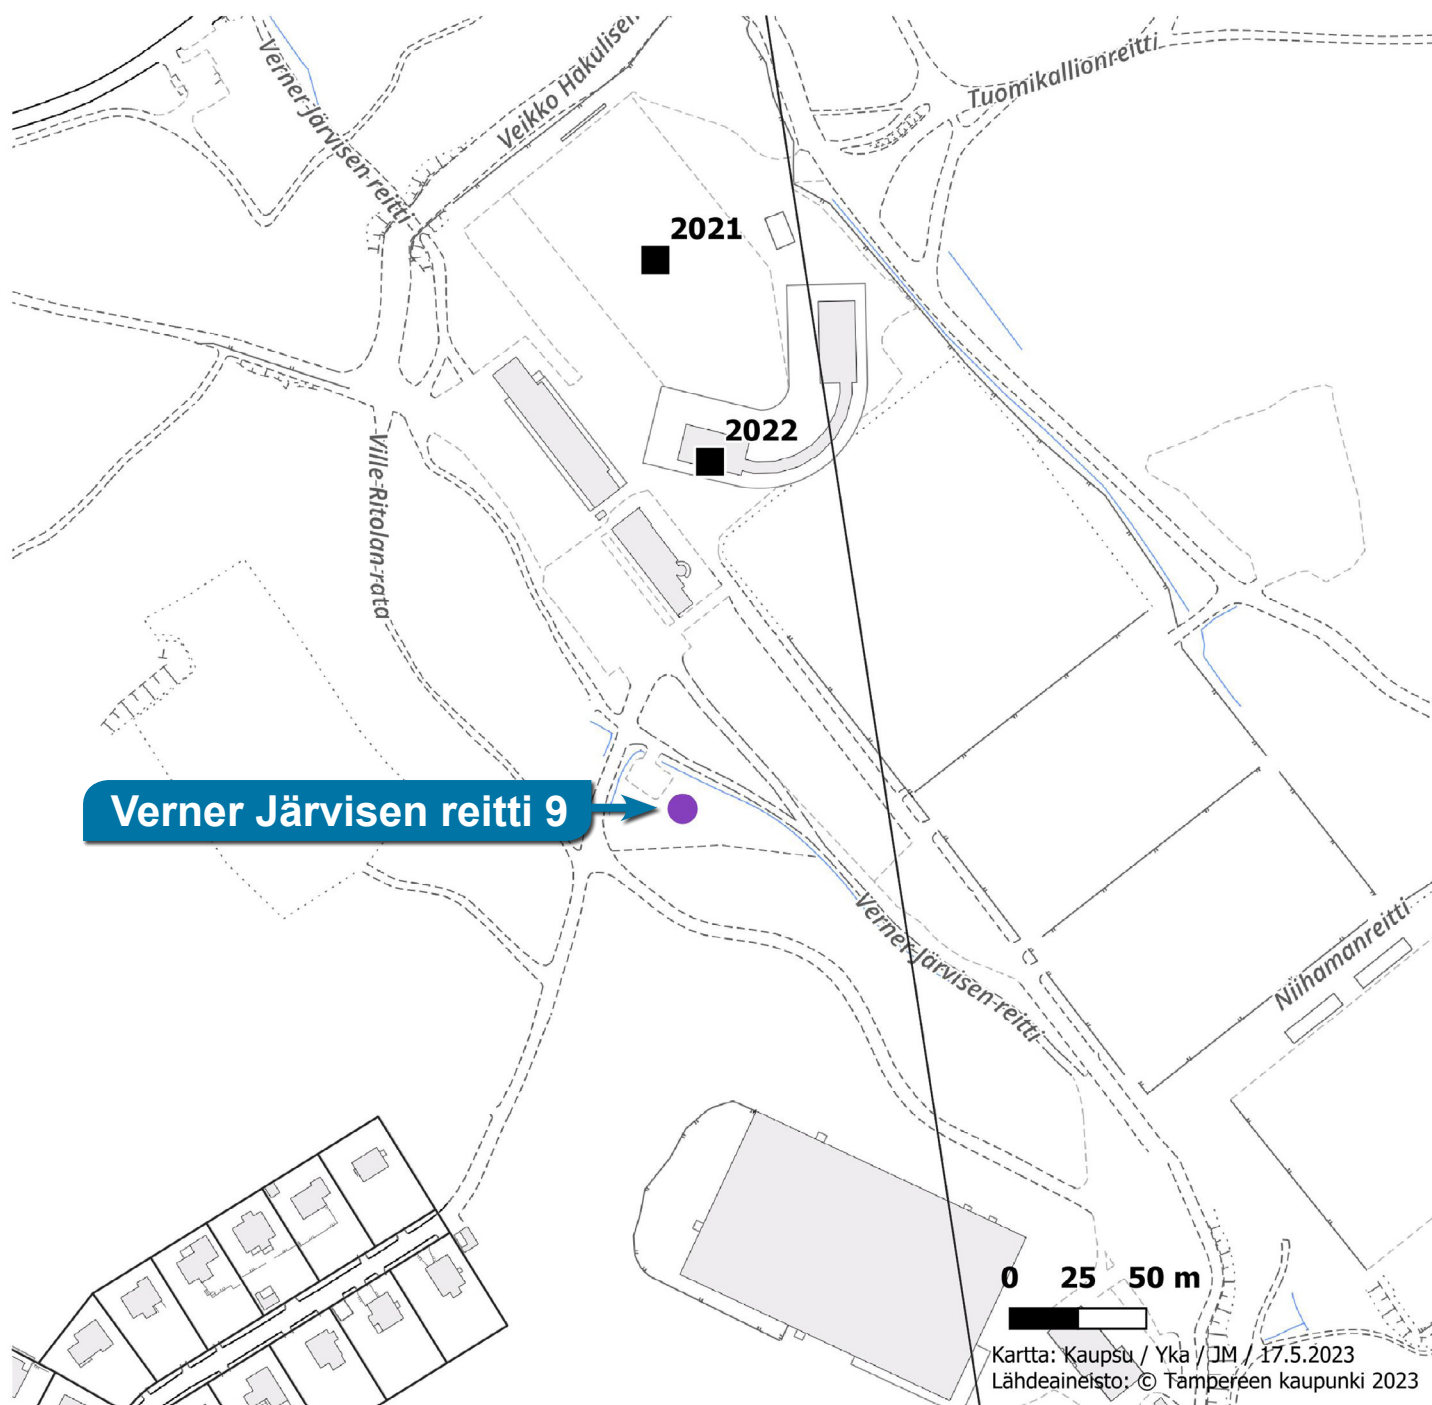 Verner Järvisen reitti
Veikko Hakulisen
Tuomikallionreitti
2021
2022
Ville Ritolan rata
Verner Järvisen reitti 9
Verner Järvisen reitti
Niihamanreitti
0 25 50 m
Kartta: Kaupsu / Yka / JM / 17.5.2023
Lähdeaineisto: © Tampereen kaupunki 2023